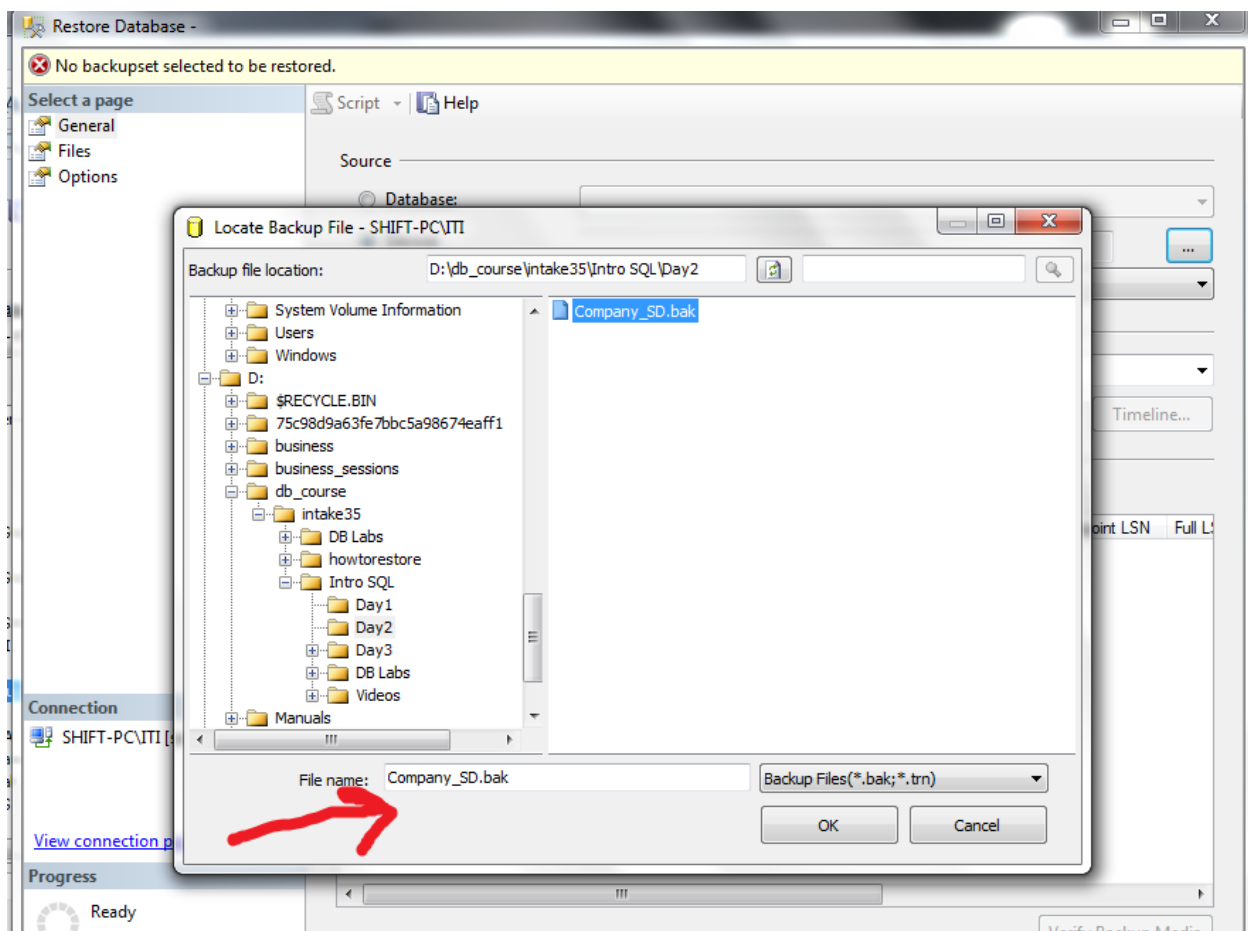 Restore Database -
No backupset selected to be restored.
Select a page
General
Files
Options
Script
Help
Source
Database:
...
Locate Backup File - SHIFT-PC\ITI
Backup file location:
D:\db_course\intake35\Intro SQL\Day2
System Volume Information
Users
Windows
D:
$RECYCLE.BIN
75c98d9a63fe7bbc5a98674eaff1
business
business_sessions
db_course
intake35
DB Labs
howtorestore
Intro SQL
Day1
Day2
Day3
DB Labs
Videos
Manuals
Company_SD.bak
File name:
Company_SD.bak
Backup Files(*.bak;*.trn)
OK
Cancel
Timeline...
LSN
Full
Connection
SHIFT-PC\ITI
View connection
Progress
Ready
Verify Backup Media